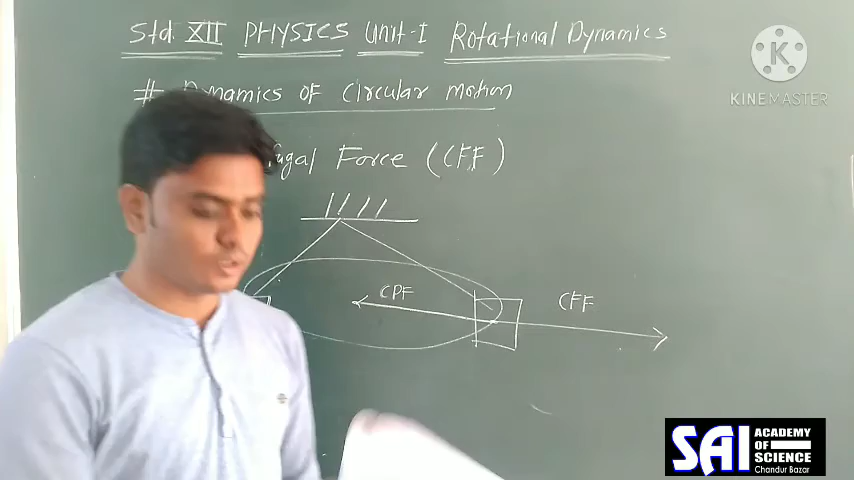 Std. XII PHYSICS Unit-I Rotational Dynamics
# Dynamics OF Circular motion
Force (CFF)
CPF
CFF
K
KINEMASTER
SAI ACADEMY
OF
SCIENCE
Chandur Bazar